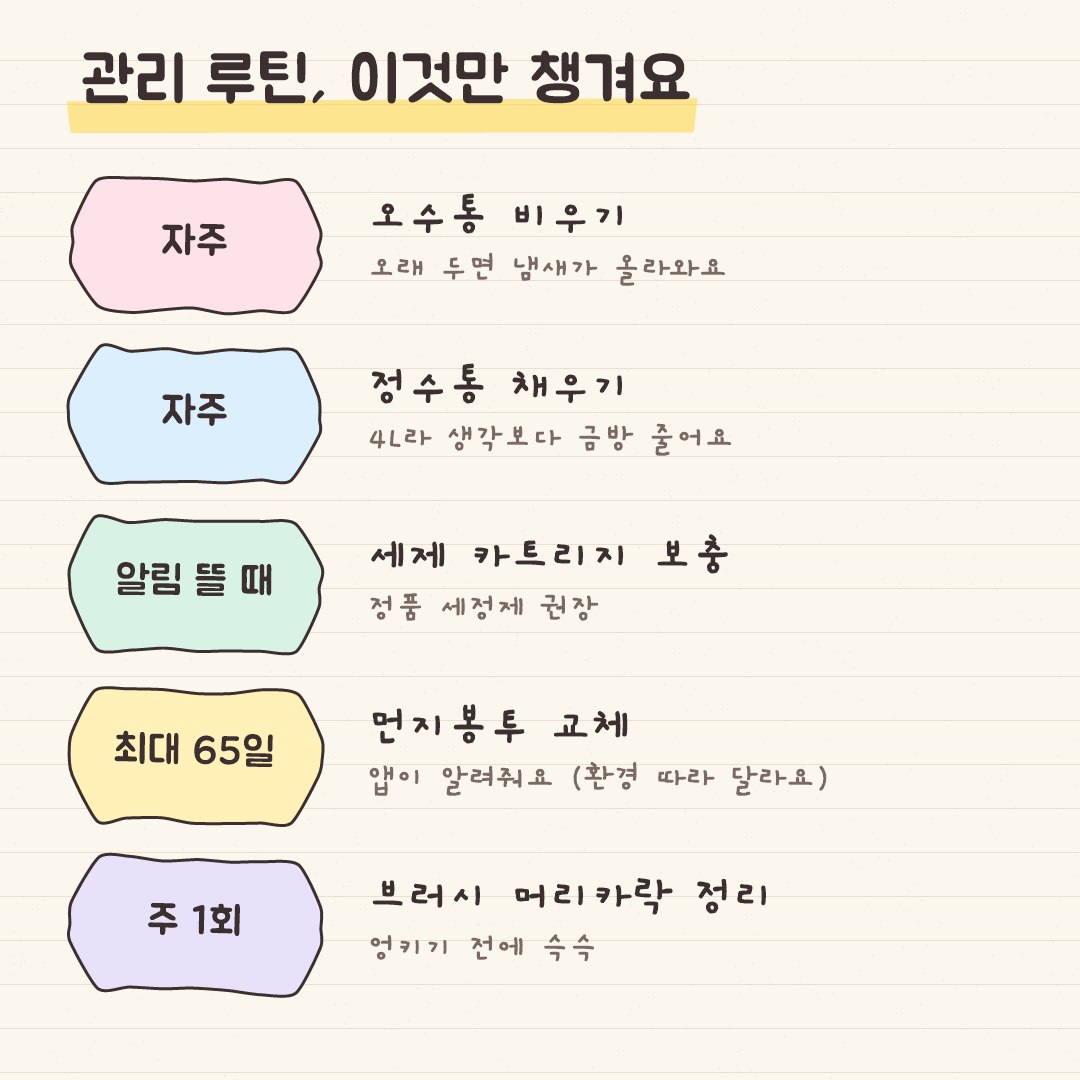 관리 루틴, 이것만 챙겨요
자주
오수통 비우기
오래 두면 냄새가 올라와요
자주
정수통 채우기
4L라 생각보다 금방 줄어요
알림 뜰 때
세제 카트리지 보충
정품 세정제 권장
최대 65일
먼지봉투 교체
앱이 알려줘요 (환경 따라 달라요)
주 1회
브러시 머리카락 정리
엉키기 전에 슥슥